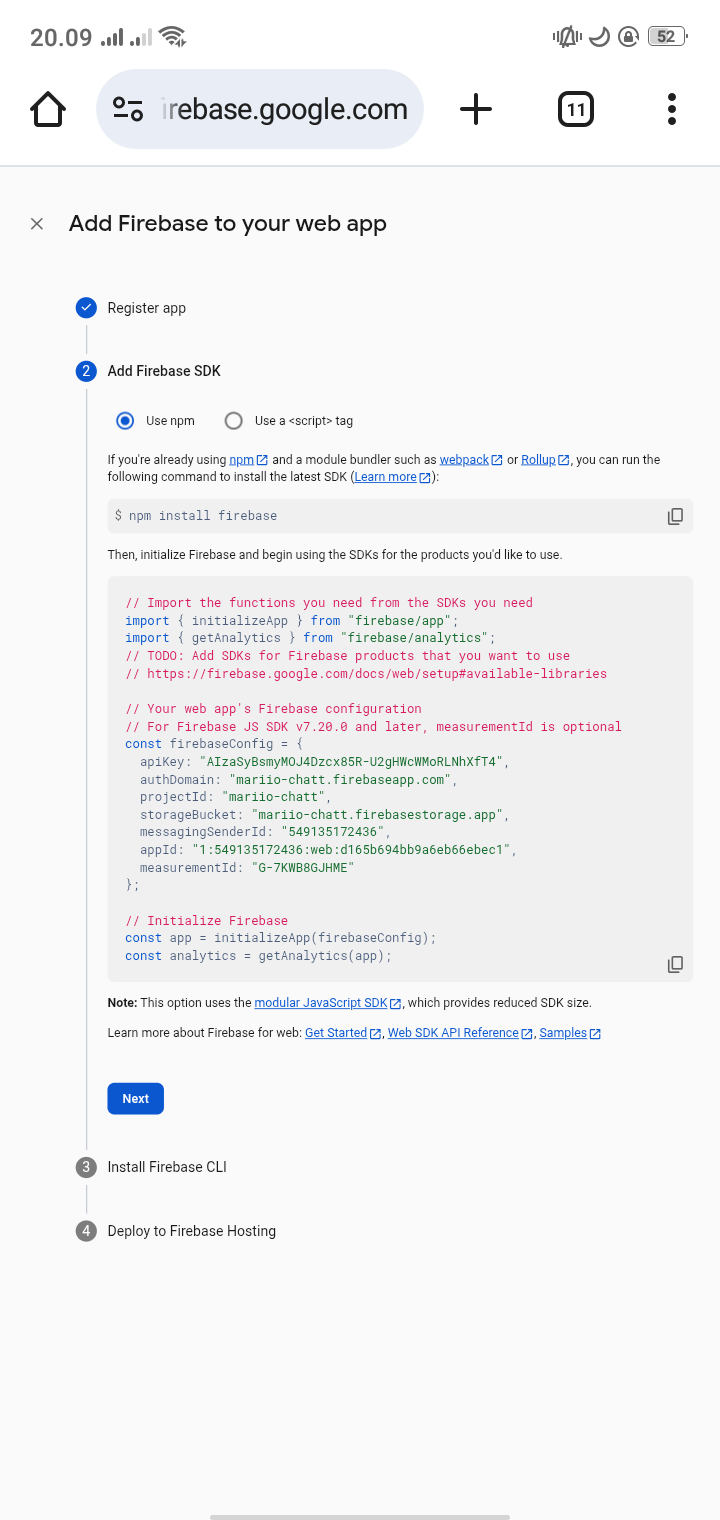 20.09
52
irebase.google.com
11
Add Firebase to your web app
Register app
2 Add Firebase SDK
Use npm Use a <script> tag
If you're already using npm and a module bundler such as webpack or Rollup, you can run the
following command to install the latest SDK (Learn more):
$ npm install firebase
Then, initialize Firebase and begin using the SDKs for the products you'd like to use.
// Import the functions you need from the SDKs you need
import { initializeApp } from "firebase/app";
import { getAnalytics } from "firebase/analytics";
// TODO: Add SDKs for Firebase products that you want to use
// https://firebase.google.com/docs/web/setup#available-libraries
// Your web app's Firebase configuration
// For Firebase JS SDK v7.20.0 and later, measurementId is optional
const firebaseConfig = {
apiKey: "AIzaSyBsmyMOJ4Dzcx85R-U2gHWcWMoRLNhXfT4",
authDomain: "mariio-chatt.firebaseapp.com",
projectId: "mariio-chatt",
storageBucket: "mariio-chatt.firebasestorage.app",
messagingSenderId: "549135172436",
appId: "1:549135172436:web:d165b694bb9a6eb66ebec1",
measurementId: "G-7KWB8GJHME"
};
// Initialize Firebase
const app = initializeApp(firebaseConfig);
const analytics = getAnalytics(app);
Note: This option uses the modular JavaScript SDK, which provides reduced SDK size.
Learn more about Firebase for web: Get Started, Web SDK API Reference, Samples
Next
3 Install Firebase CLI
4 Deploy to Firebase Hosting